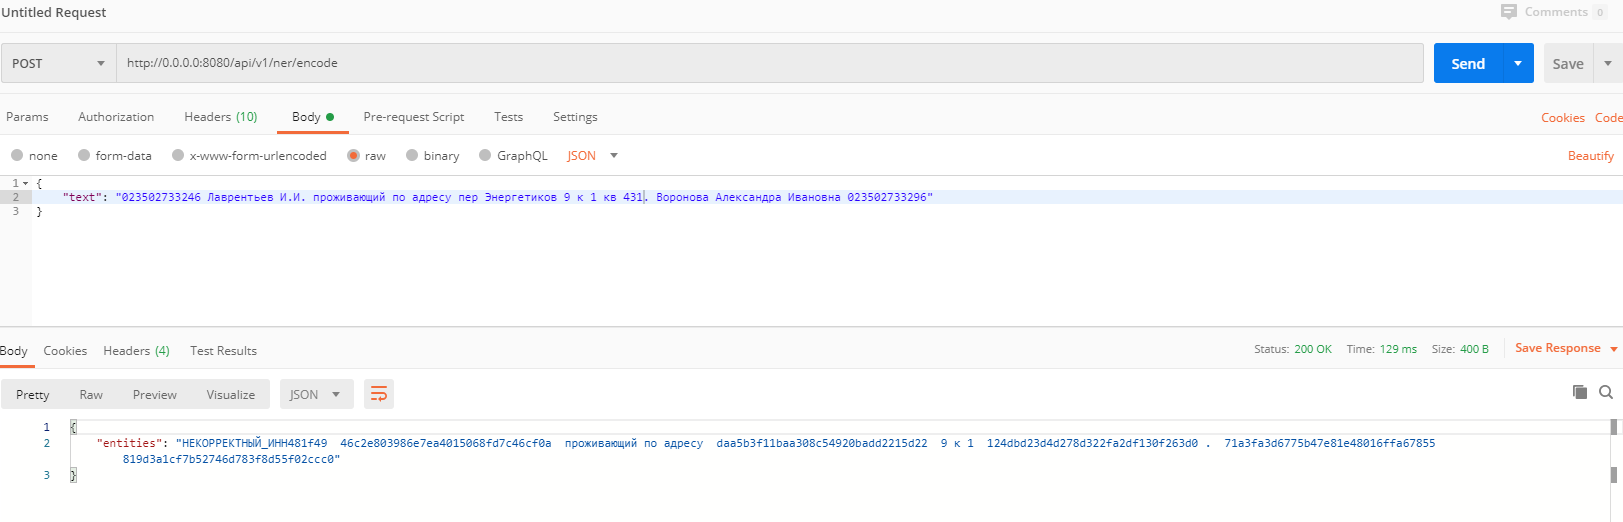 Untitled Request
Comments 0
POST http://0.0.0.0:8080/api/v1/ner/encode Send Save
Params Authorization Headers (10) Body Pre-request Script Tests Settings Cookies Code
none form-data x-www-form-urlencoded raw binary GraphQL JSON Beautify
1 {
2 "text": "023502733246 Лаврентьев И.И. проживающий по адресу пер Энергетиков 9 к 1 кв 431. Воронова Александра Ивановна 023502733296"
3 }
Body Cookies Headers (4) Test Results Status: 200 OK Time: 129 ms Size: 400 B Save Response
Pretty Raw Preview Visualize JSON
1 {
2 "entities": "НЕКОРРЕКТНЫЙ_ИНН481f49 46c2e803986e7ea4015068fd7c46cf0a проживающий по адресу daa5b3f11baa308c54920badd2215d22 9 к 1 124dbd23d4d278d322fa2df130f263d0 . 71a3fa3d6775b47e81e48016ffa67855
819d3a1cf7b52746d783f8d55f02ccc0"
3 }